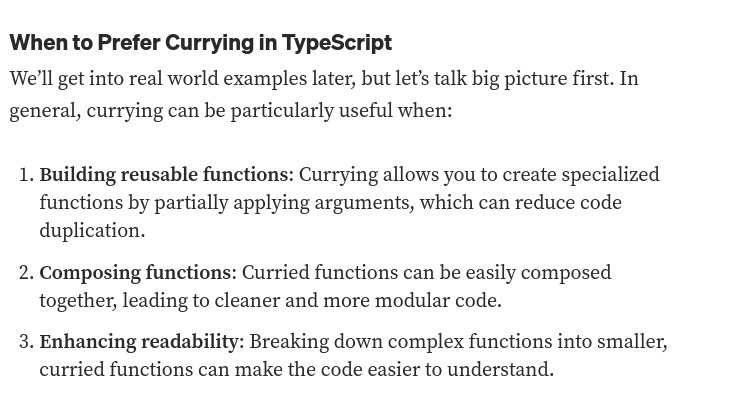 When to Prefer Currying in TypeScript
We’ll get into real world examples later, but let’s talk big picture first. In
general, currying can be particularly useful when:
1. Building reusable functions: Currying allows you to create specialized
functions by partially applying arguments, which can reduce code
duplication.
2. Composing functions: Curried functions can be easily composed
together, leading to cleaner and more modular code.
3. Enhancing readability: Breaking down complex functions into smaller,
curried functions can make the code easier to understand.